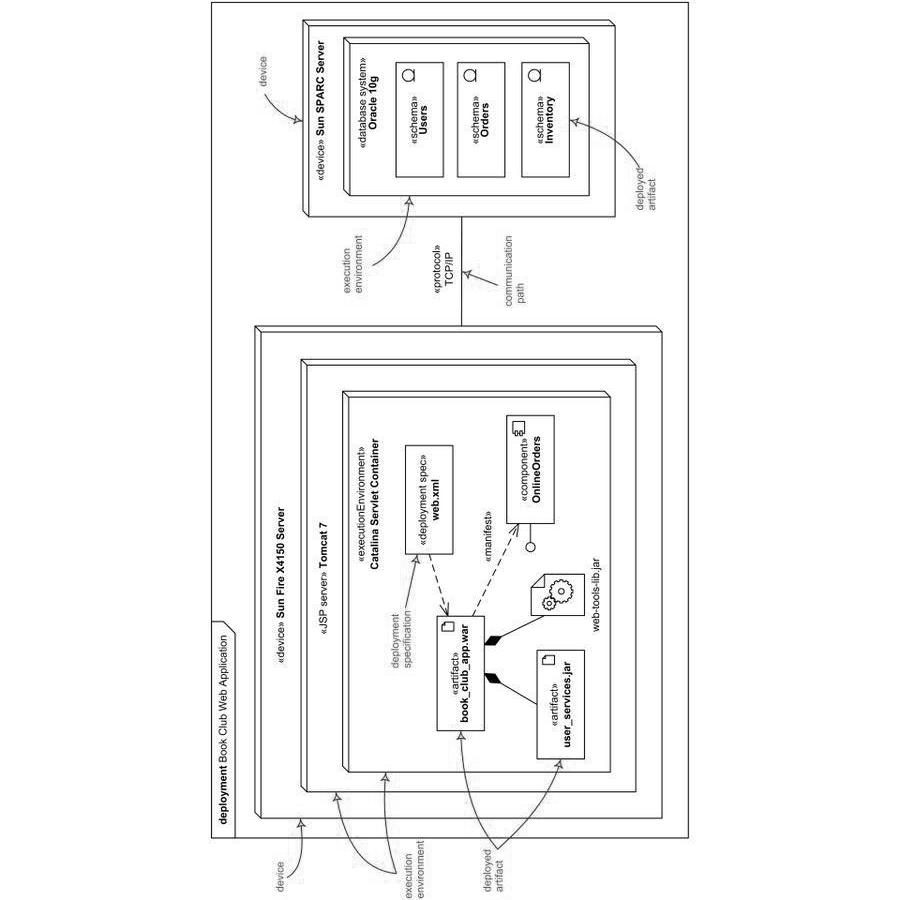 deployment Book Club Web Application
device
«device» Sun Fire X4150 Server
execution
environment
«JSP server» Tomcat 7
«executionEnvironment»
Catalina Servlet Container
deployment
specification
«deployment spec»
web.xml
«artifact»
book_club_app.war
«manifest»
«component»
OnlineOrders
«artifact»
user_services.jar
web-tools-lib.jar
deployed
artifact
«protocol»
TCP/IP
communication
path
device
«device» Sun SPARC Server
execution
environment
«database system»
Oracle 10g
«schema»
Users
«schema»
Orders
«schema»
Inventory
deployed
artifact